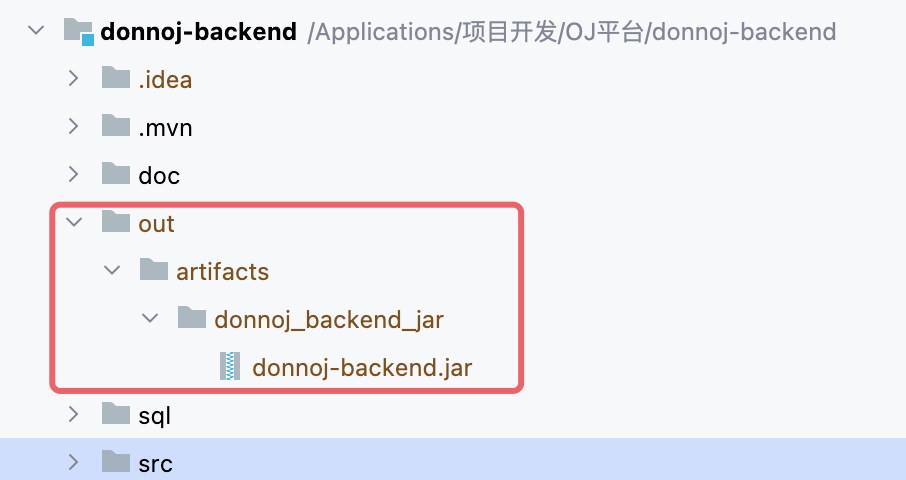 donnoj-backend /Applications/项目开发/OJ平台/donnoj-backend
.idea
.mvn
doc
out
artifacts
donnoj_backend_jar
donnoj-backend.jar
sql
src